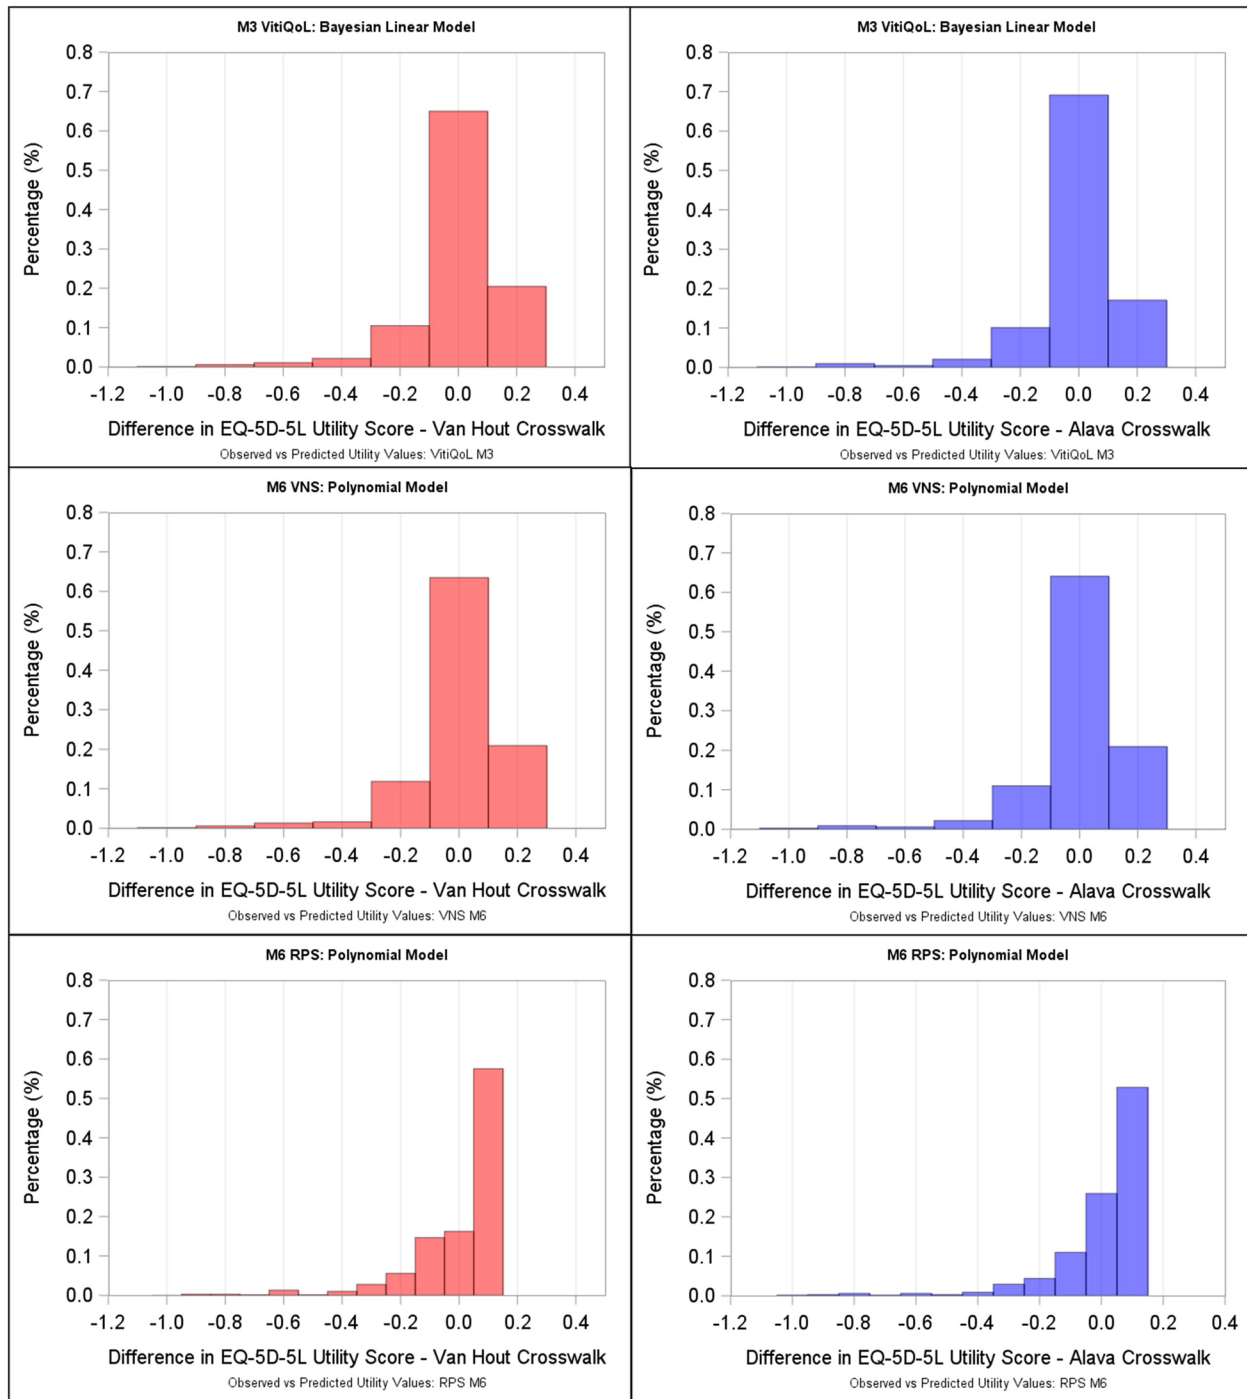 M3 VitiQoL: Bayesian Linear Model
Percentage (%)
0.8
0.7
0.6
0.5
0.4
0.3
0.2
0.1
0.0
-1.2 -1.0 -0.8 -0.6 -0.4 -0.2 0.0 0.2 0.4
Difference in EQ-5D-5L Utility Score - Van Hout Crosswalk
Observed vs Predicted Utility Values: VitiQoL M3
M3 VitiQoL: Bayesian Linear Model
Percentage (%)
0.8
0.7
0.6
0.5
0.4
0.3
0.2
0.1
0.0
-1.2 -1.0 -0.8 -0.6 -0.4 -0.2 0.0 0.2 0.4
Difference in EQ-5D-5L Utility Score - Alava Crosswalk
Observed vs Predicted Utility Values: VitiQoL M3
M6 VNS: Polynomial Model
Percentage (%)
0.8
0.7
0.6
0.5
0.4
0.3
0.2
0.1
0.0
-1.2 -1.0 -0.8 -0.6 -0.4 -0.2 0.0 0.2 0.4
Difference in EQ-5D-5L Utility Score - Van Hout Crosswalk
Observed vs Predicted Utility Values: VNS M6
M6 VNS: Polynomial Model
Percentage (%)
0.8
0.7
0.6
0.5
0.4
0.3
0.2
0.1
0.0
-1.2 -1.0 -0.8 -0.6 -0.4 -0.2 0.0 0.2 0.4
Difference in EQ-5D-5L Utility Score - Alava Crosswalk
Observed vs Predicted Utility Values: VNS M6
M6 RPS: Polynomial Model
Percentage (%)
0.8
0.7
0.6
0.5
0.4
0.3
0.2
0.1
0.0
-1.2 -1.0 -0.8 -0.6 -0.4 -0.2 0.0 0.2 0.4
Difference in EQ-5D-5L Utility Score - Van Hout Crosswalk
Observed vs Predicted Utility Values: RPS M6
M6 RPS: Polynomial Model
Percentage (%)
0.8
0.7
0.6
0.5
0.4
0.3
0.2
0.1
0.0
-1.2 -1.0 -0.8 -0.6 -0.4 -0.2 0.0 0.2 0.4
Difference in EQ-5D-5L Utility Score - Alava Crosswalk
Observed vs Predicted Utility Values: RPS M6